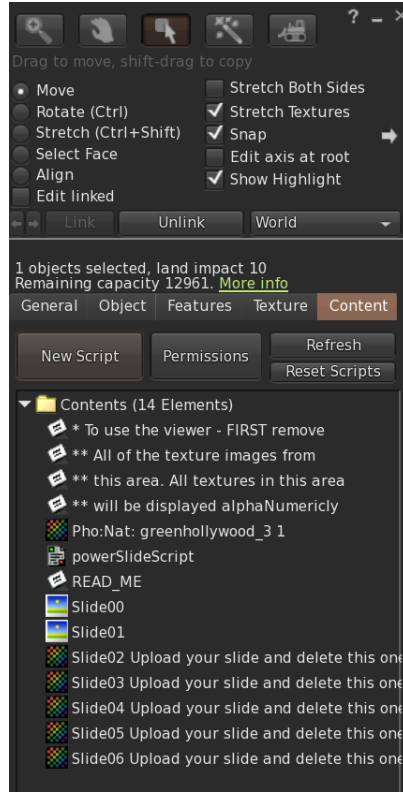 ? _ ×
Drag to move, shift-drag to copy
Move
Rotate (Ctrl)
Stretch (Ctrl+Shift)
Select Face
Align
Edit linked
Stretch Both Sides
Stretch Textures
Snap
Edit axis at root
Show Highlight
Link Unlink World
1 objects selected, land impact 10
Remaining capacity 12961. More info
General Object Features Texture Content
New Script Permissions Refresh
Reset Scripts
Contents (14 Elements)
* To use the viewer - FIRST remove
** All of the texture images from
** this area. All textures in this area
** will be displayed alphaNumericly
Pho:Nat: greenhollywood_3 1
powerSlideScript
READ_ME
Slide00
Slide01
Slide02 Upload your slide and delete this one
Slide03 Upload your slide and delete this one
Slide04 Upload your slide and delete this one
Slide05 Upload your slide and delete this one
Slide06 Upload your slide and delete this one